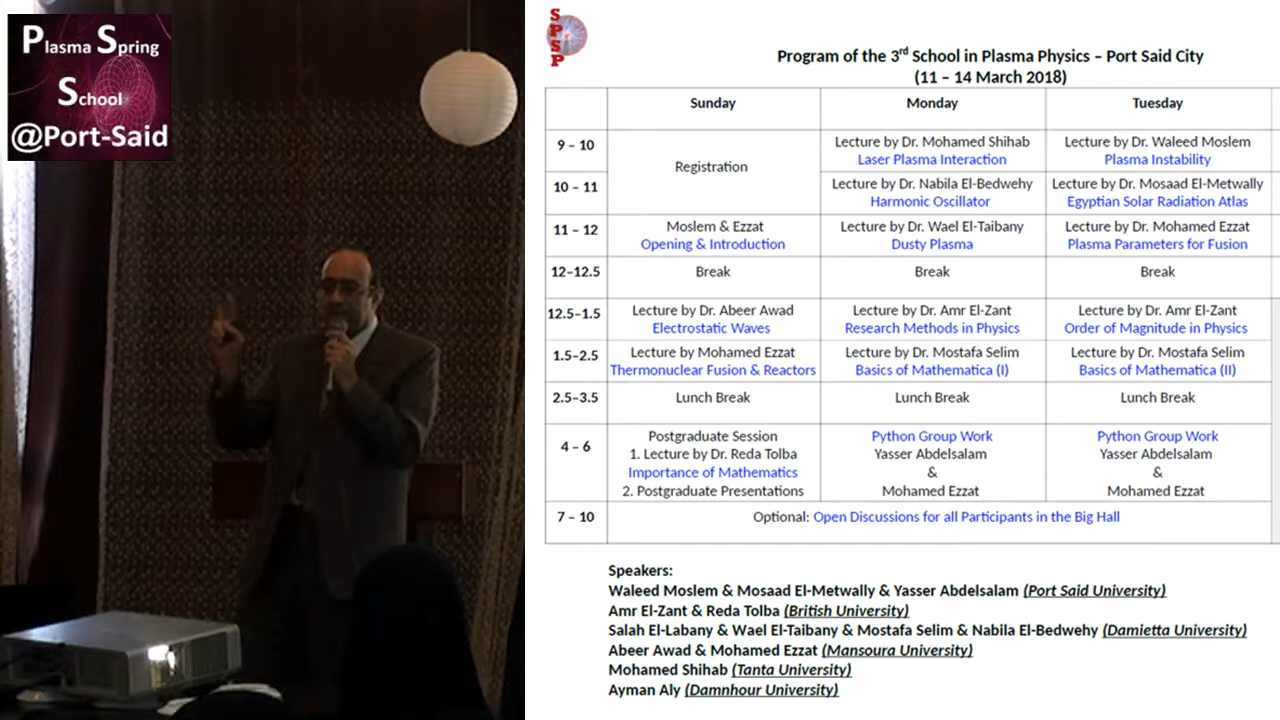 Plasma Spring
School
@Port-Said
SPSP
Program of the 3rd School in Plasma Physics – Port Said City
(11 – 14 March 2018)
Sunday Monday Tuesday
9 – 10
Registration
Lecture by Dr. Mohamed Shihab
Laser Plasma Interaction
Lecture by Dr. Waleed Moslem
Plasma Instability
10 – 11
Lecture by Dr. Nabila El-Bedwehy
Harmonic Oscillator
Lecture by Dr. Mosaad El-Metwally
Egyptian Solar Radiation Atlas
11 – 12
Moslem & Ezzat
Opening & Introduction
Lecture by Dr. Wael El-Taibany
Dusty Plasma
Lecture by Dr. Mohamed Ezzat
Plasma Parameters for Fusion
12–12.5 Break Break Break
12.5–1.5
Lecture by Dr. Abeer Awad
Electrostatic Waves
Lecture by Dr. Amr El-Zant
Research Methods in Physics
Lecture by Dr. Amr El-Zant
Order of Magnitude in Physics
1.5–2.5
Lecture by Mohamed Ezzat
Thermonuclear Fusion & Reactors
Lecture by Dr. Mostafa Selim
Basics of Mathematica (I)
Lecture by Dr. Mostafa Selim
Basics of Mathematica (II)
2.5–3.5 Lunch Break Lunch Break Lunch Break
4 – 6
Postgraduate Session
1. Lecture by Dr. Reda Tolba
Importance of Mathematics
2. Postgraduate Presentations
Python Group Work
Yasser Abdelsalam
&
Mohamed Ezzat
Python Group Work
Yasser Abdelsalam
&
Mohamed Ezzat
7 – 10 Optional: Open Discussions for all Participants in the Big Hall
Speakers:
Waleed Moslem & Mosaad El-Metwally & Yasser Abdelsalam (Port Said University)
Amr El-Zant & Reda Tolba (British University)
Salah El-Labany & Wael El-Taibany & Mostafa Selim & Nabila El-Bedwehy (Damietta University)
Abeer Awad & Mohamed Ezzat (Mansoura University)
Mohamed Shihab (Tanta University)
Ayman Aly (Damnhour University)